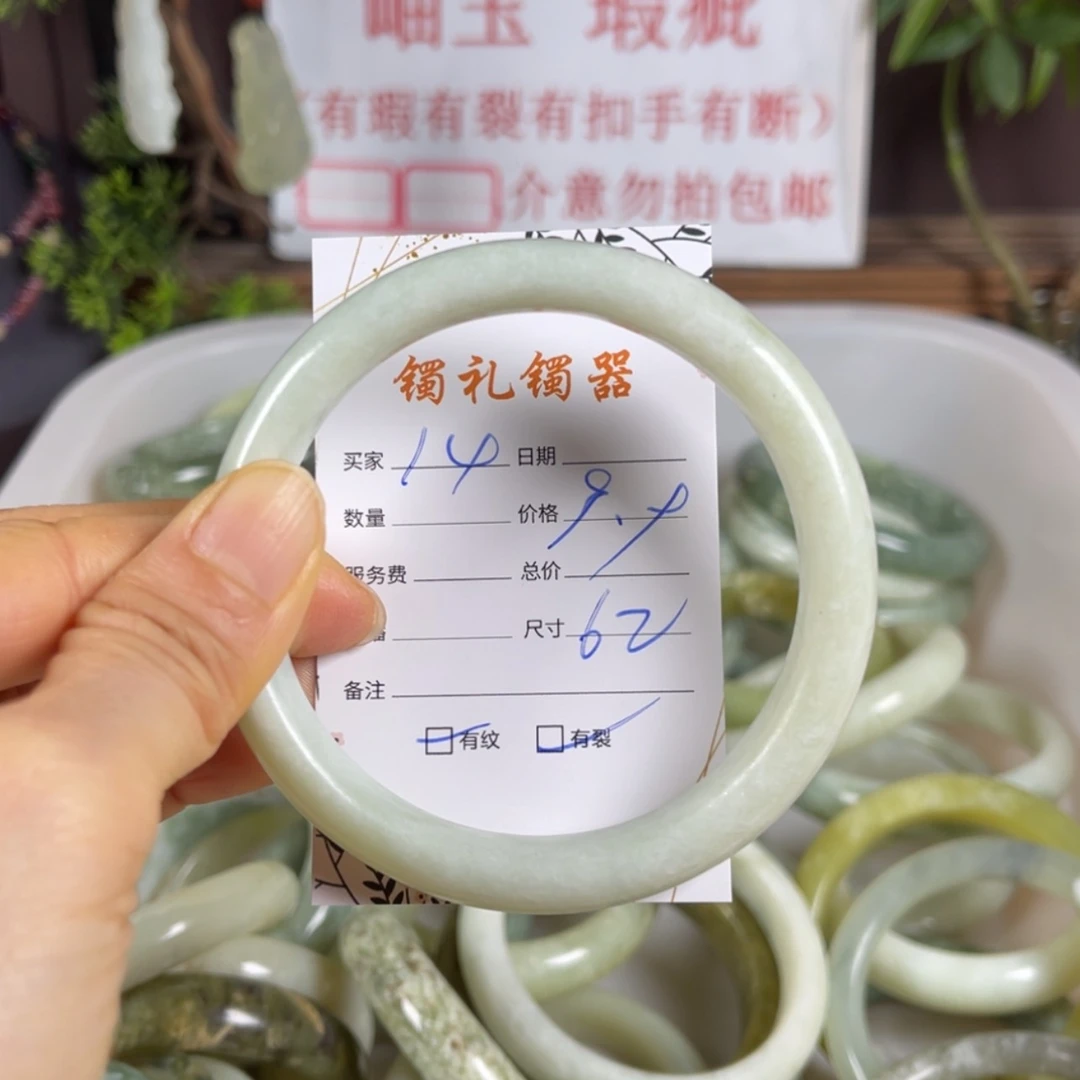 岫玉 瑕疵
(有瑕有裂有扣手有断)
介意勿拍包邮
镯礼镯器
买家 14 日期
数量 价格 9.9
服务费 总价
尺寸 62
备注
有纹 有裂